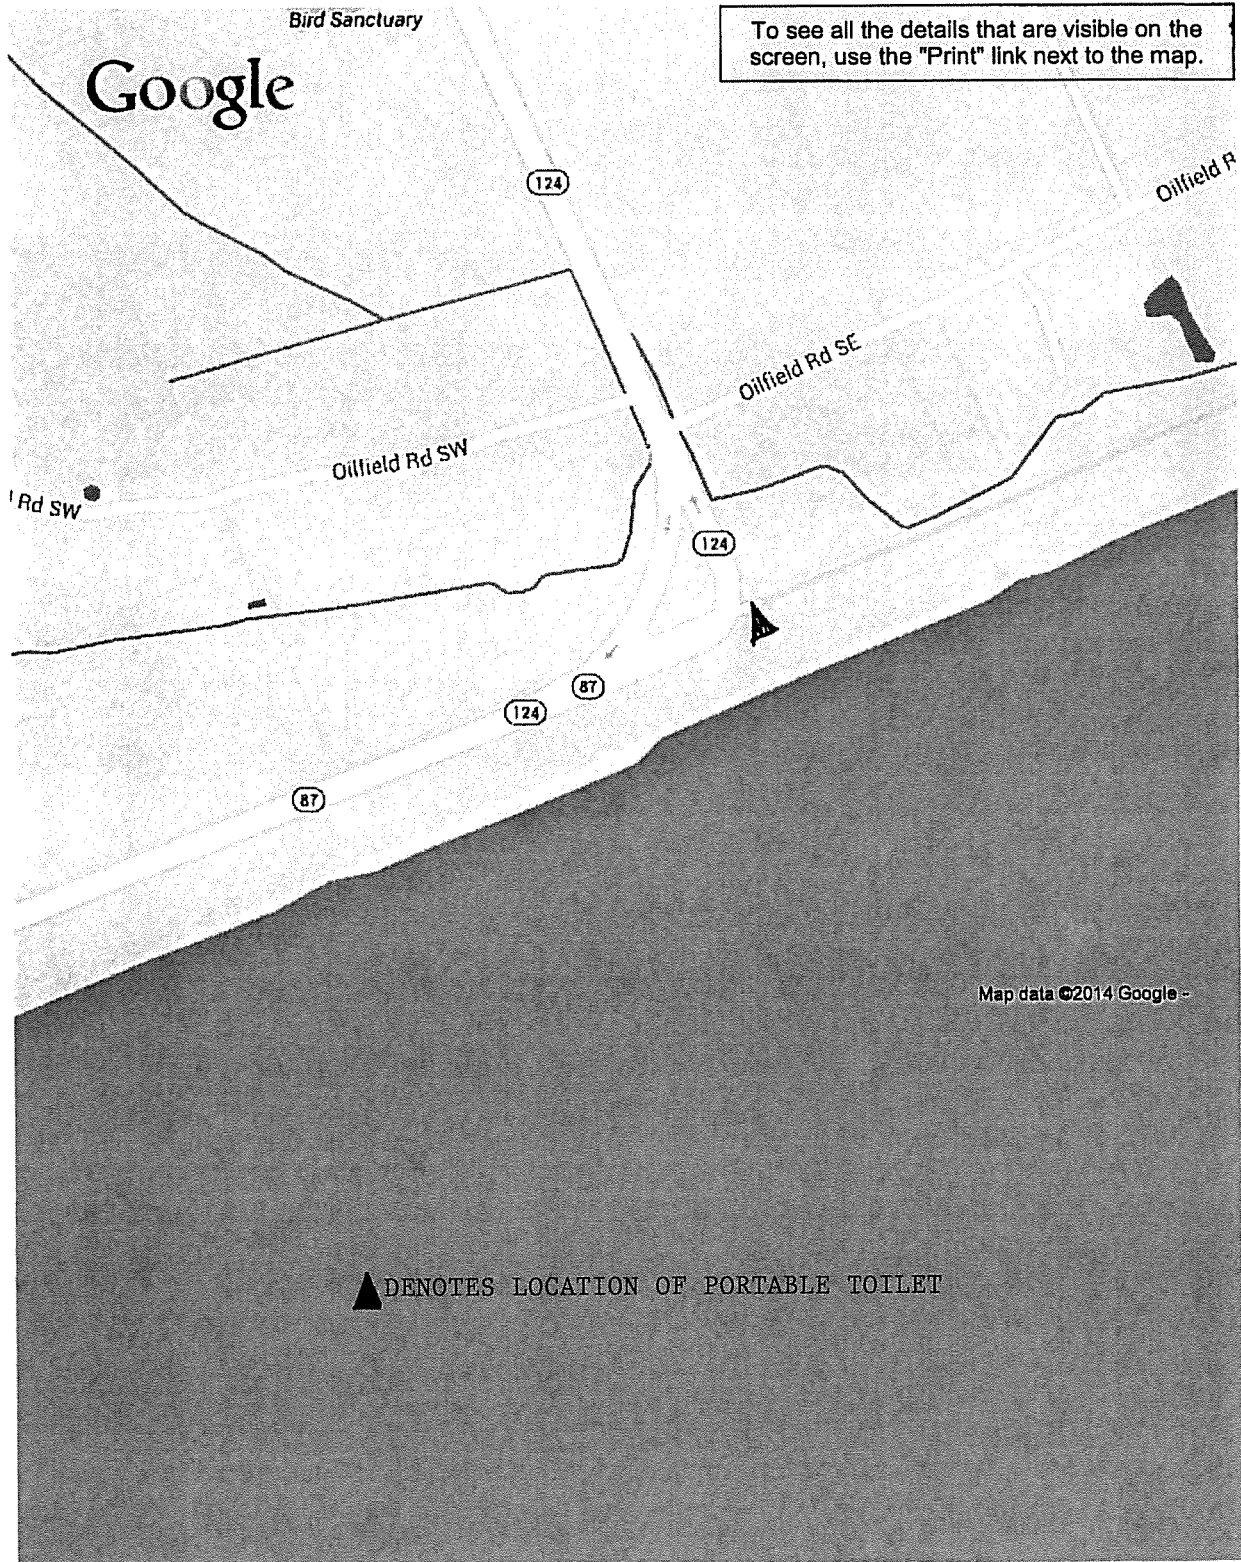 Bird Sanctuary
To see all the details that are visible on the
screen, use the "Print" link next to the map.
Google
124
Oilfield R
Oilfield Rd SE
Oilfield Rd SW
Rd SW
124
87
124
87
Map data ©2014 Google -
DENOTES LOCATION OF PORTABLE TOILET